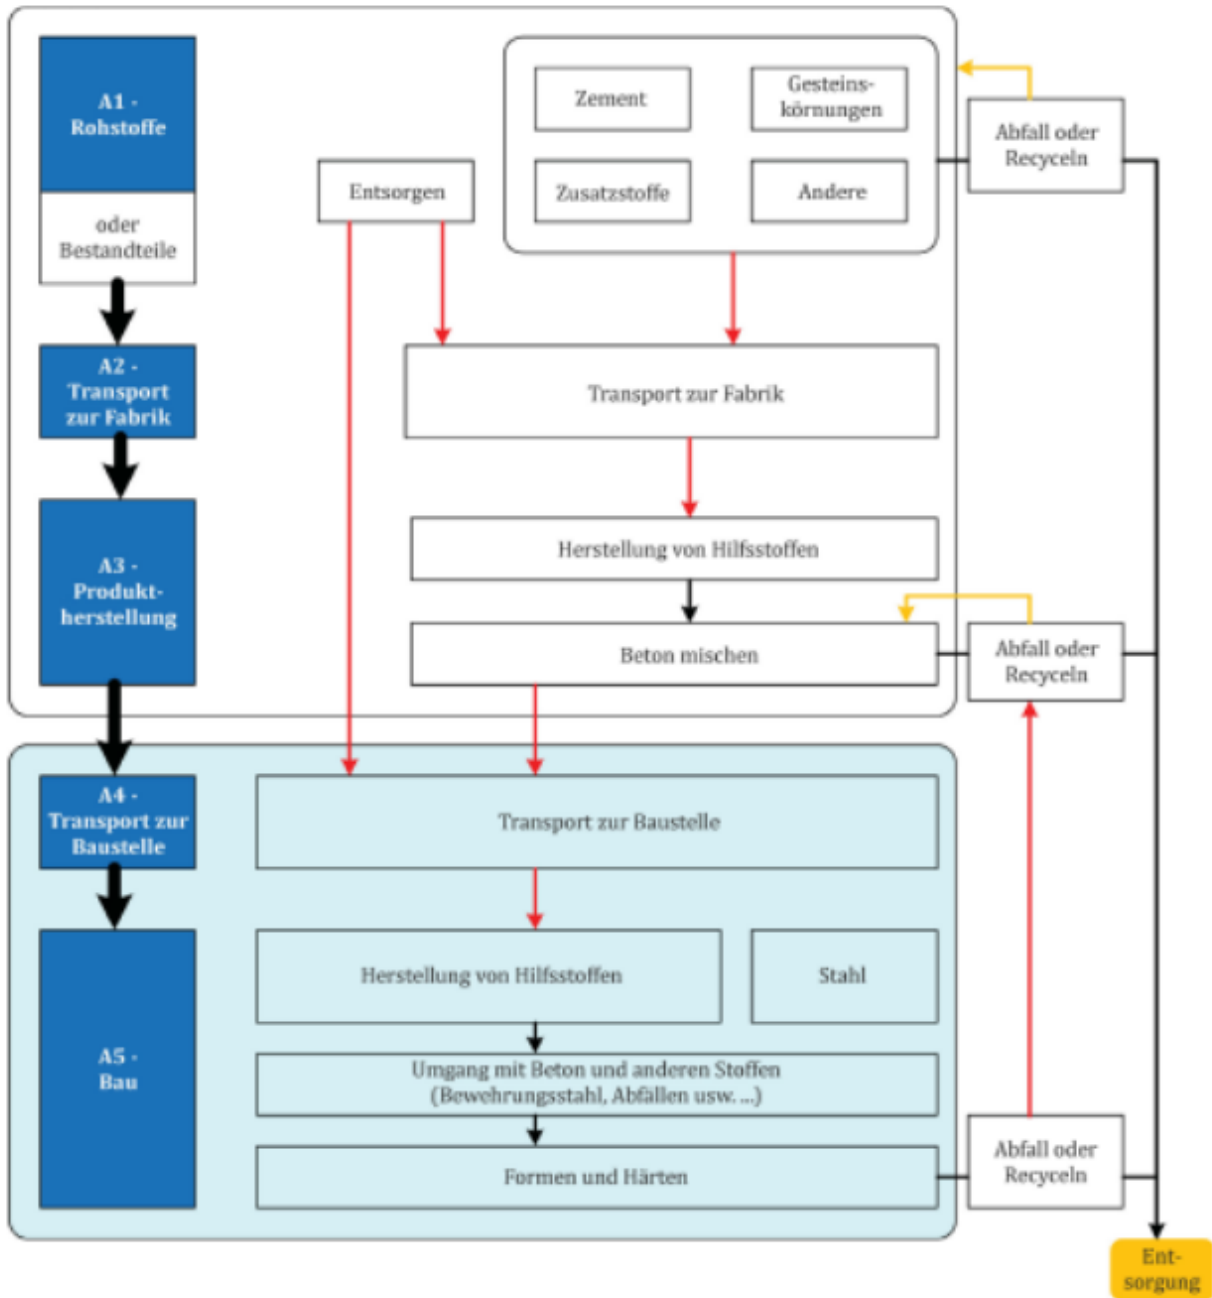 A1 -
Rohstoffe
oder
Bestandteile
A2 -
Transport
zur Fabrik
A3 -
Produkt-
herstellung
A4 -
Transport zur
Baustelle
A5 -
Bau
Entsorgen
Zement
Gesteins-
körnungen
Zusatzstoffe
Andere
Abfall oder
Recyceln
Transport zur Fabrik
Herstellung von Hilfsstoffen
Beton mischen
Abfall oder
Recyceln
Transport zur Baustelle
Herstellung von Hilfsstoffen
Stahl
Umgang mit Beton und anderen Stoffen
(Bewehrungsstahl, Abfällen usw. ...)
Formen und Härten
Abfall oder
Recyceln
Ent-
sorgung